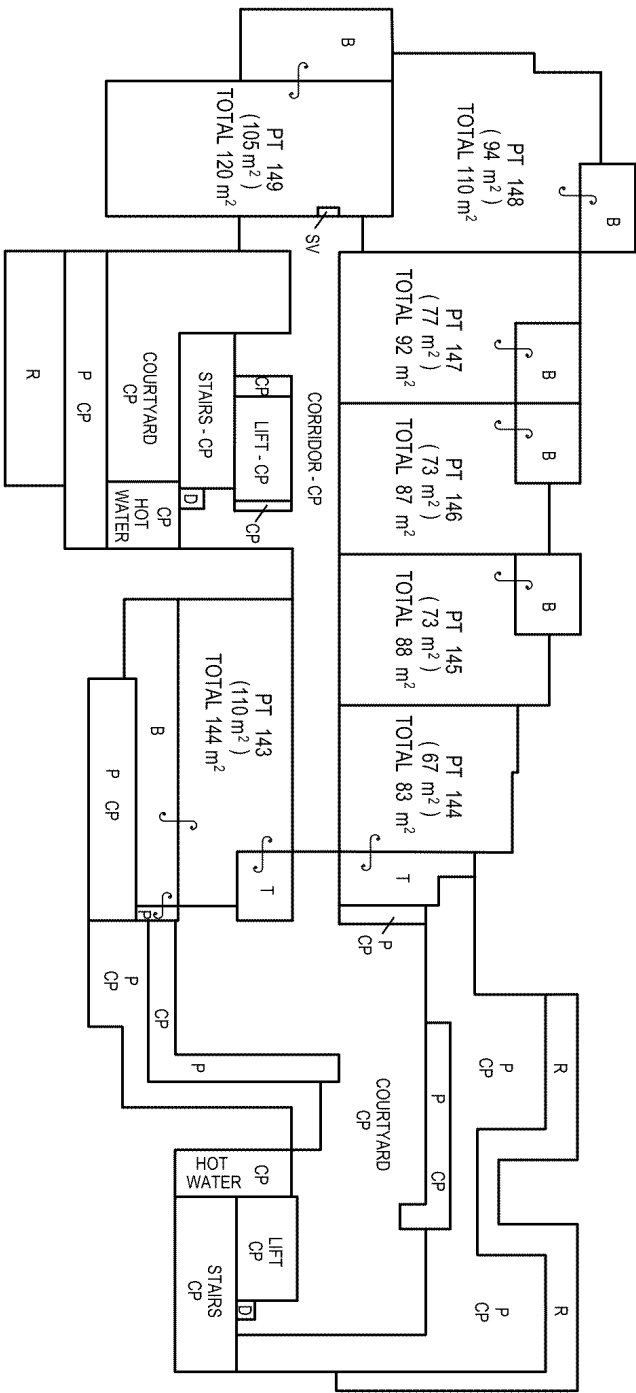 B
PT 149
(105 m²)
TOTAL 120 m²
SV
PT 148
( 94 m²)
TOTAL 110 m²
B
PT 147
( 77 m²)
TOTAL 92 m²
B
PT 146
( 73 m²)
TOTAL 87 m²
B
PT 145
( 73 m²)
TOTAL 88 m²
B
PT 144
( 67 m²)
TOTAL 83 m²
T
P
CP
CORRIDOR - CP
CP
LIFT - CP
CP
STAIRS - CP
D
COURTYARD
CP
CP
HOT
WATER
P CP
R
PT 143
(110 m²)
TOTAL 144 m²
T
B
P
P CP
P
CP
CP
P
COURTYARD
CP
P CP
P
CP
R
P
CP
R
CP
HOT
WATER
LIFT
CP
D
STAIRS
CP